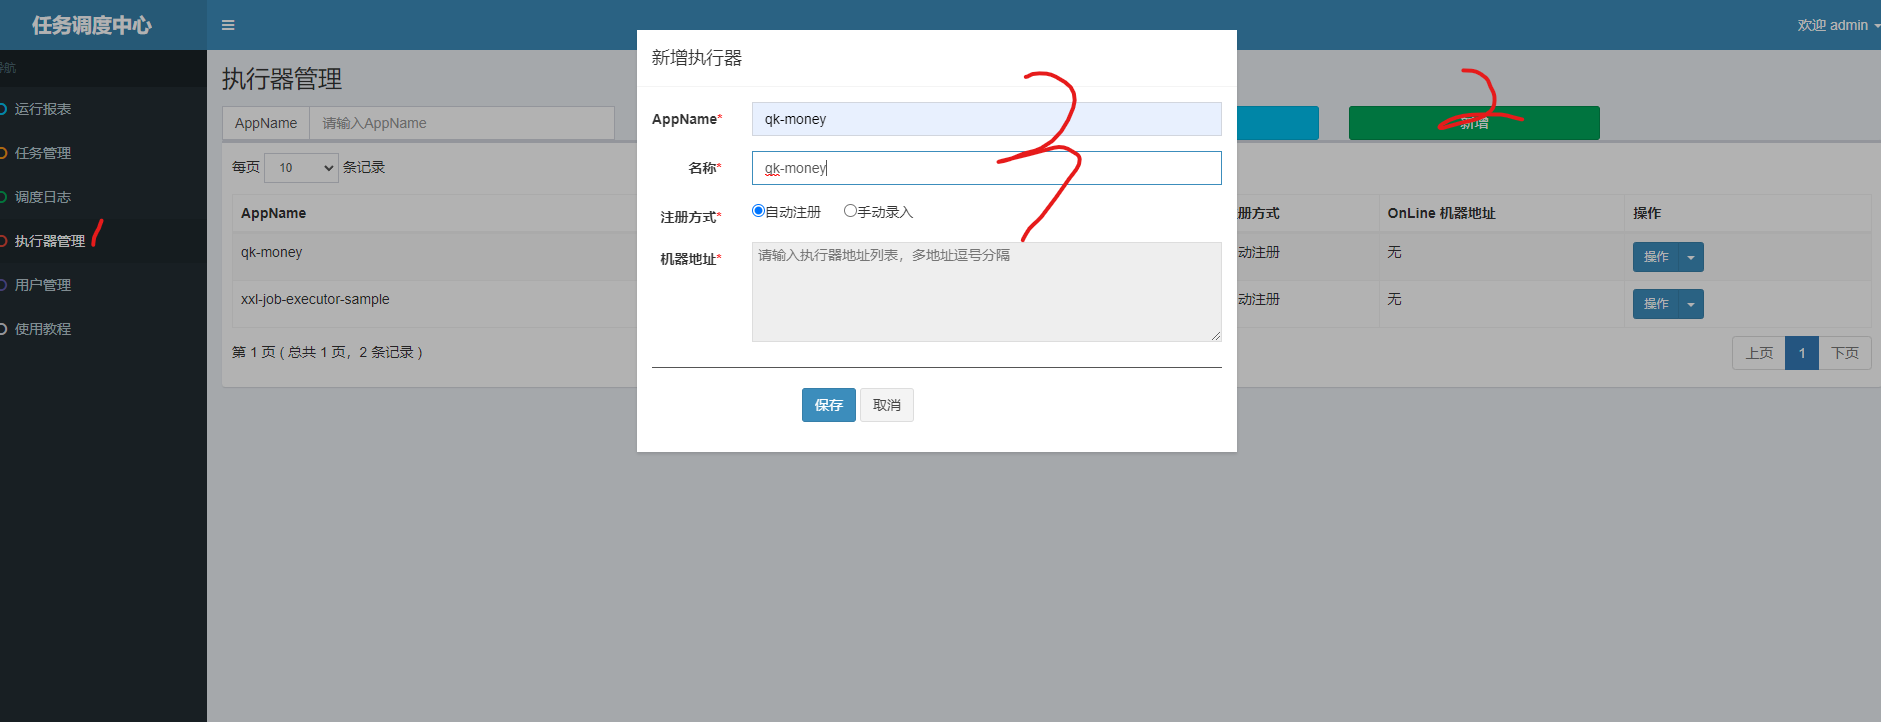 任务调度中心
欢迎 admin
导航
运行报表
任务管理
调度日志
执行器管理
用户管理
使用教程
1
执行器管理
AppName 请输入AppName
新增
2
每页 10 条记录
AppName 册方式 OnLine 机器地址 操作
qk-money 动注册 无 操作
xxl-job-executor-sample 动注册 无 操作
第 1 页 ( 总共 1 页，2 条记录 )
上页 1 下页
新增执行器
AppName* qk-money
名称* qk-money
注册方式* 自动注册 手动录入
机器地址* 请输入执行器地址列表，多地址逗号分隔
保存 取消
3